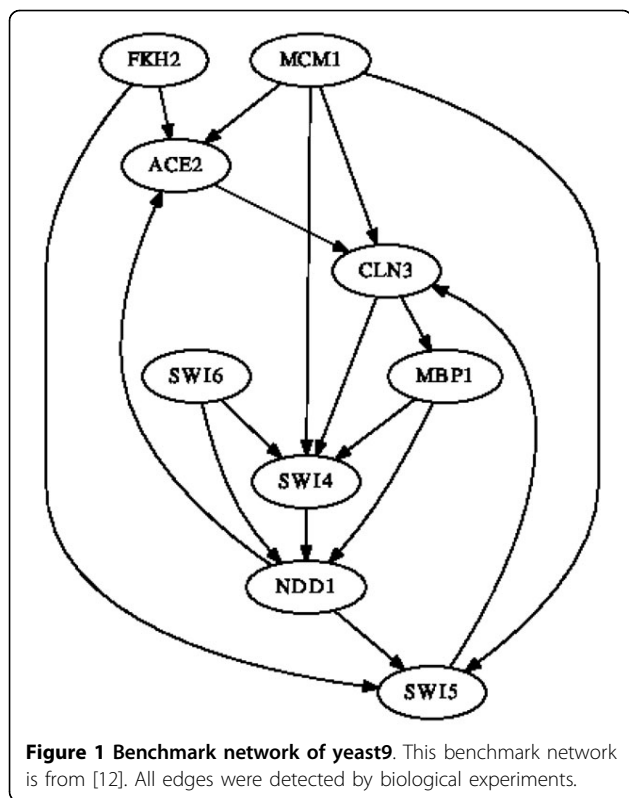 FKH2 MCM1
ACE2
CLN3
SWI6 MBP1
SWI4
NDD1
SWI5
Figure 1 Benchmark network of yeast9. This benchmark network
is from [12]. All edges were detected by biological experiments.